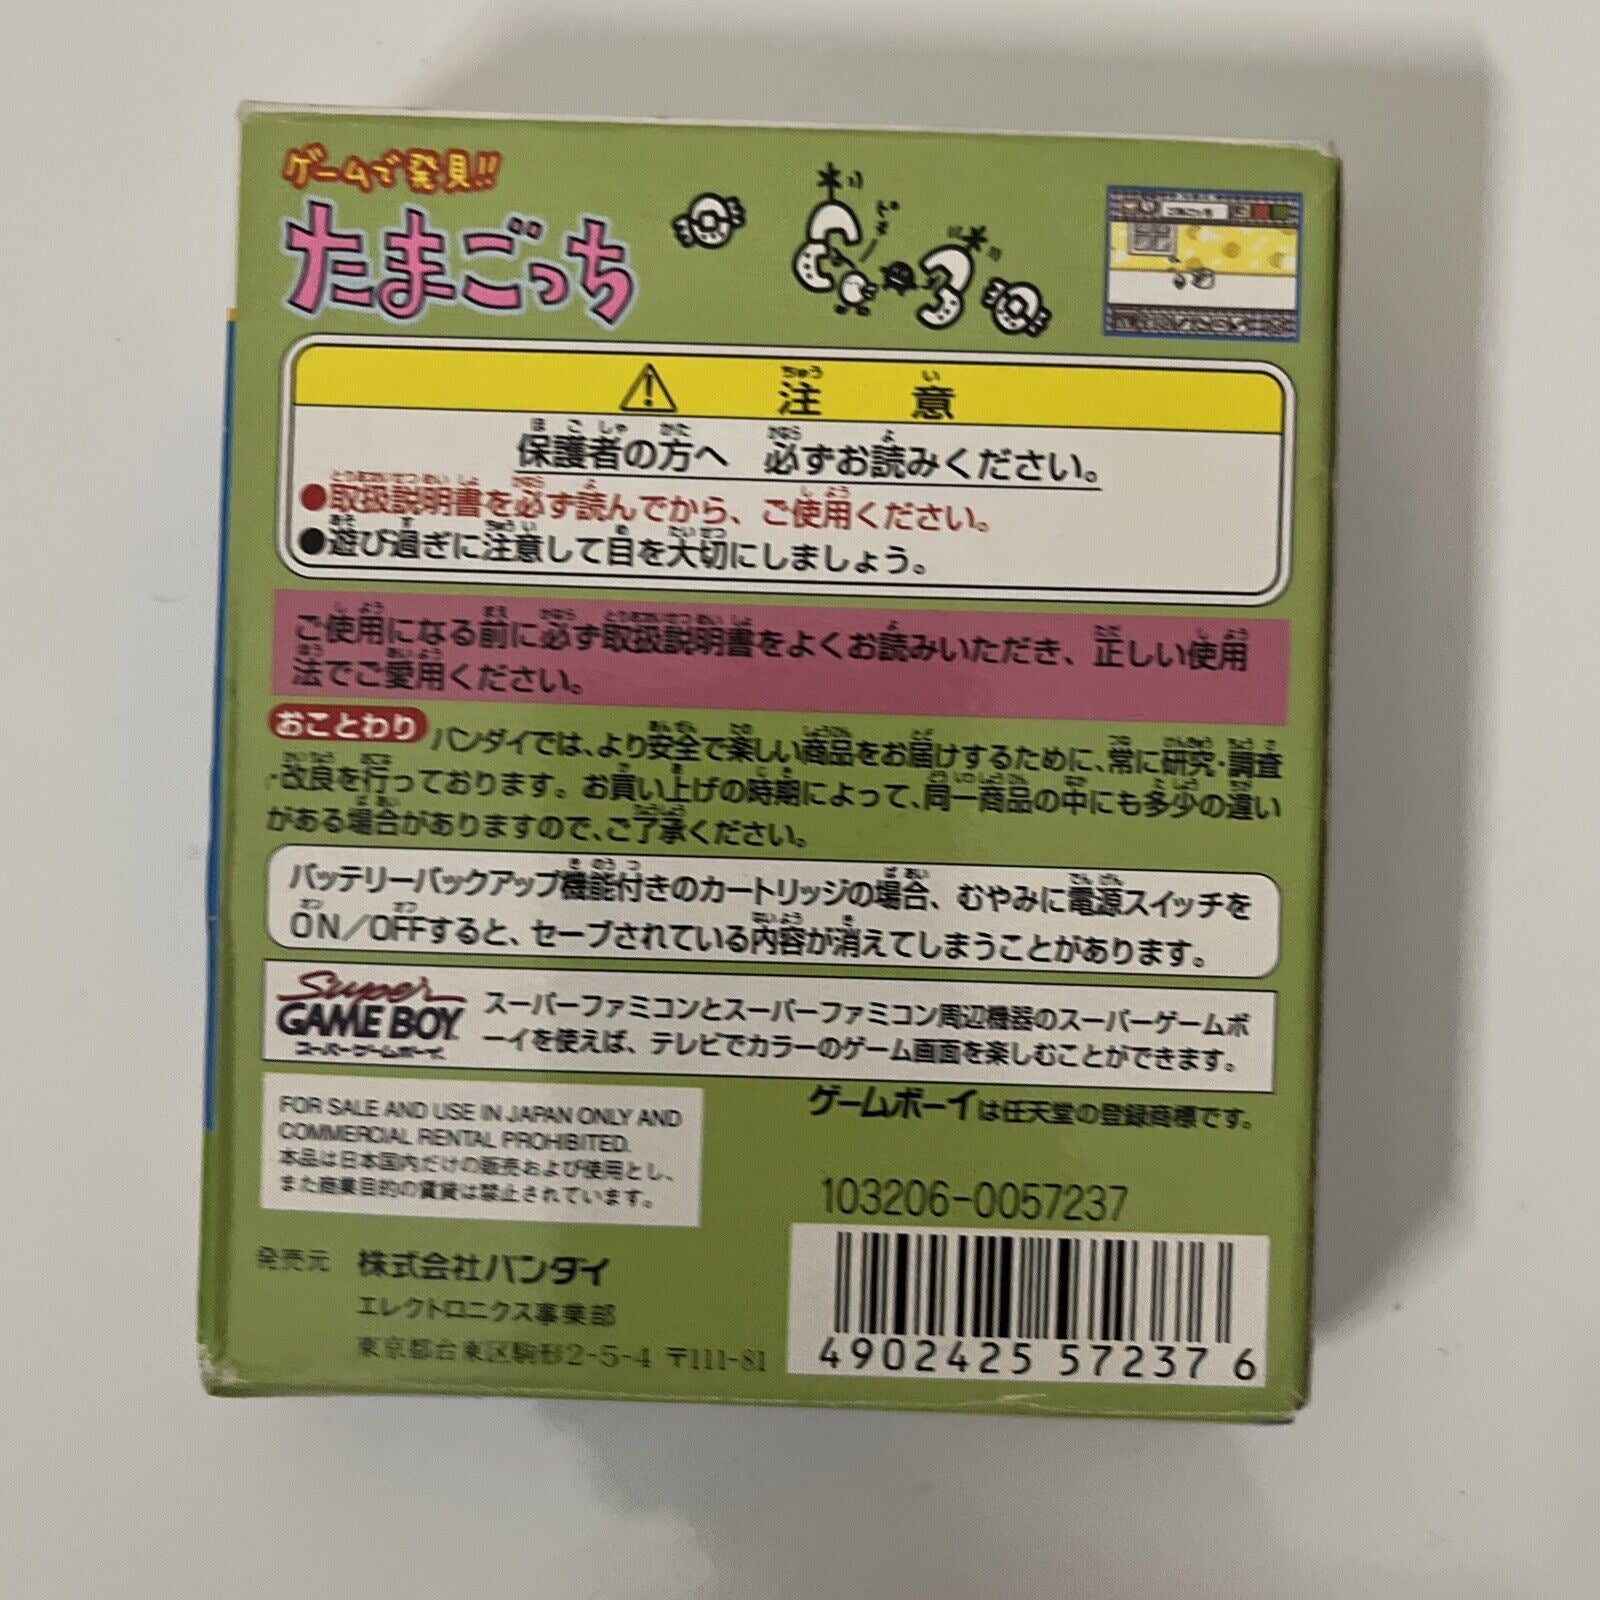 ゲームで発見!!
たまごっち
注意
保護者の方へ 必ずお読みください。
●取扱説明書を必ず読んでから、ご使用ください。
●遊び過ぎに注意して目を大切にしましょう。
ご使用になる前に必ず取扱説明書をよくお読みいただき、正しい使用
法でご愛用ください。
おことわり バンダイでは、より安全で楽しい商品をお届けするために、常に研究・調査
・改良を行っております。お買い上げの時期によって、同一商品の中にも多少の違い
がある場合がありますので、ご了承ください。
バッテリーバックアップ機能付きのカートリッジの場合、むやみに電源スイッチを
ON/OFFすると、セーブされている内容が消えてしまうことがあります。
Super
GAME BOY
スーパーゲームボーイ
スーパーファミコンとスーパーファミコン周辺機器のスーパーゲームボ
ーイを使えば、テレビでカラーのゲーム画面を楽しむことができます。
FOR SALE AND USE IN JAPAN ONLY AND
COMMERCIAL RENTAL PROHIBITED.
本品は日本国内だけの販売および使用とし、
また商業目的の賃貸は禁止されています。
ゲームボーイは任天堂の登録商標です。
103206-0057237
発売元 株式会社バンダイ
エレクトロニクス事業部
東京都台東区駒形2-5-4 〒111-81
4902425 572376